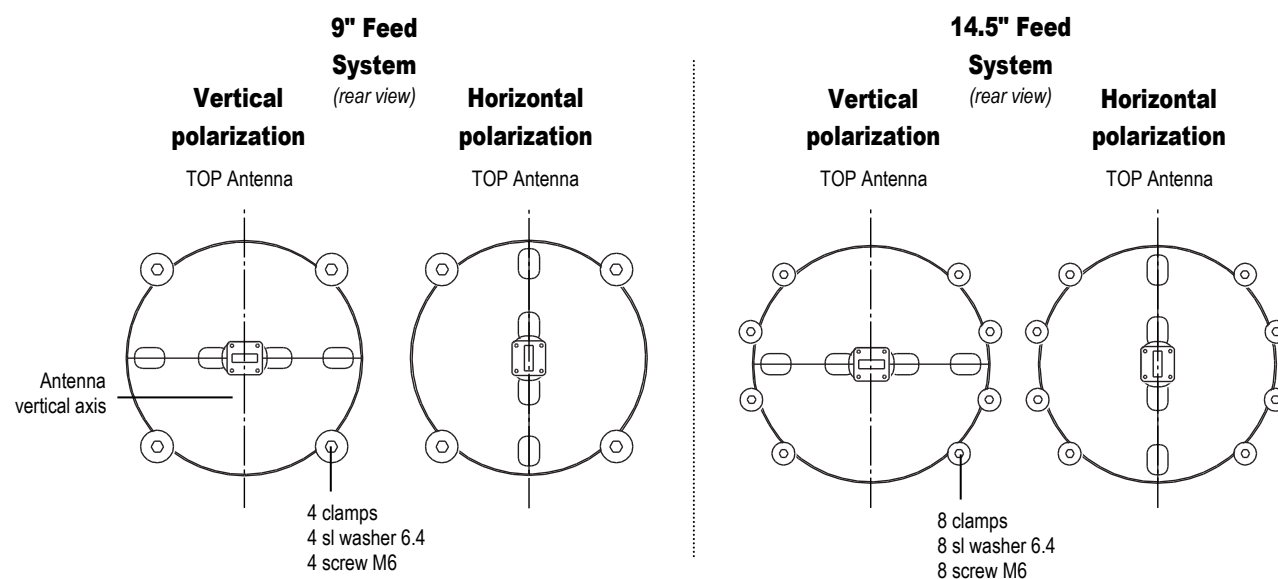 9" Feed
System
(rear view)
Vertical
polarization
Horizontal
polarization
TOP Antenna
TOP Antenna
Antenna
vertical axis
4 clamps
4 sl washer 6.4
4 screw M6
14.5" Feed
System
(rear view)
Vertical
polarization
Horizontal
polarization
TOP Antenna
TOP Antenna
8 clamps
8 sl washer 6.4
8 screw M6